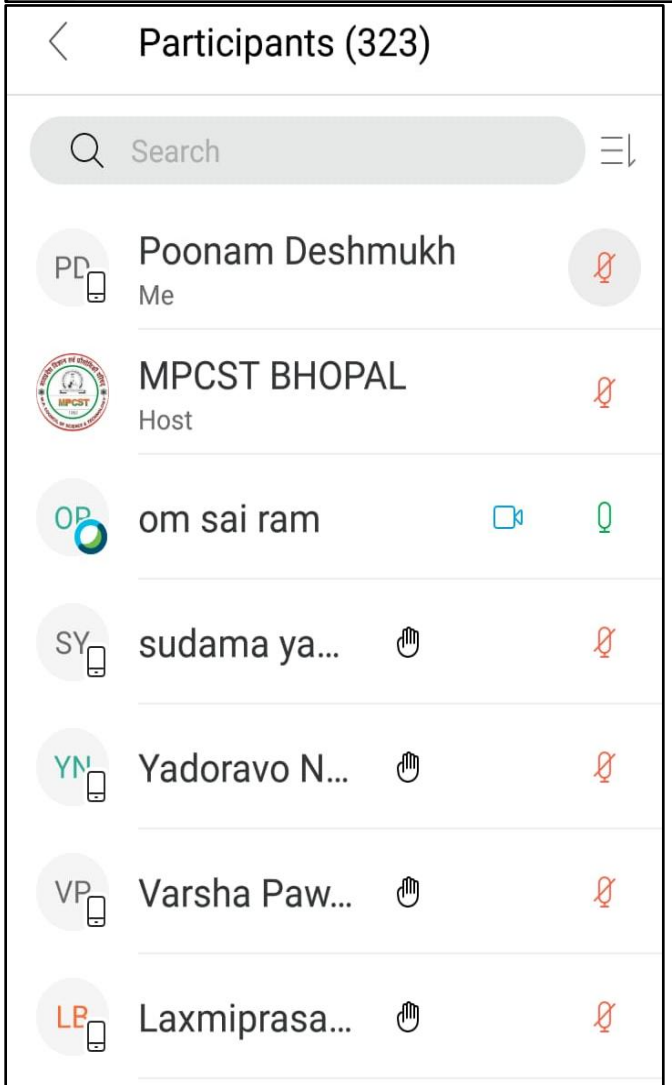 Participants (323)
Search
PD
Poonam Deshmukh
Me
MPCST
MPCST BHOPAL
Host
om sai ram
SY
sudama ya...
YN
Yadoravo N...
VP
Varsha Paw...
LB
Laxmiprasa...